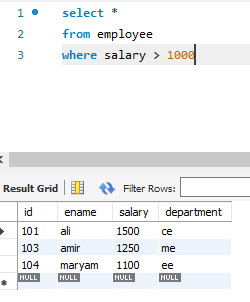 1 select *
2 from employee
3 where salary > 1000
Result Grid Filter Rows:
id ename salary department
101 ali 1500 ce
103 amir 1250 me
104 maryam 1100 ee
NULL NULL NULL NULL